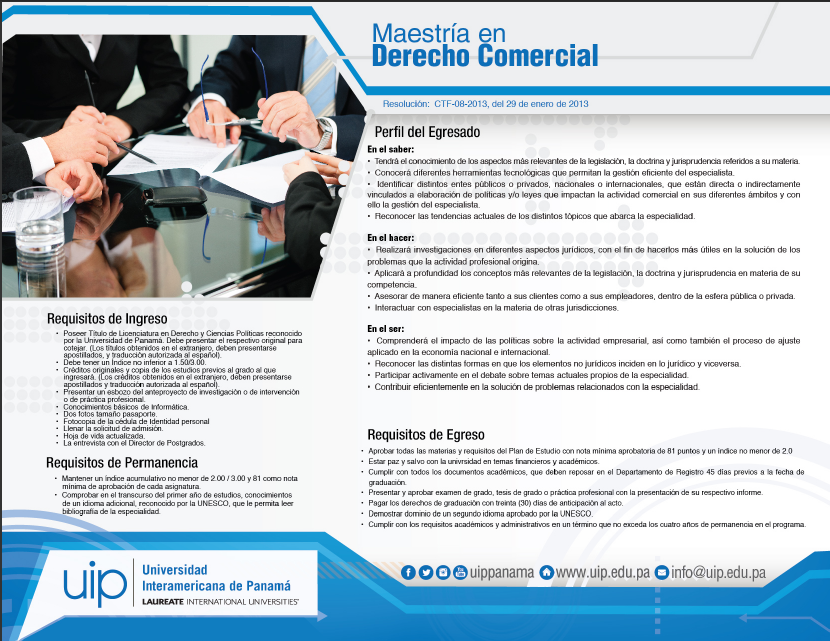 Maestría en
Derecho Comercial
Resolución: CTF-08-2013, del 29 de enero de 2013
Perfil del Egresado
En el saber:
• Tendrá el conocimiento de los aspectos más relevantes de la legislación, la doctrina y jurisprudencia referidos a su materia.
• Conocerá diferentes herramientas tecnológicas que permitan la gestión eficiente del especialista.
• Identificar distintos entes públicos o privados, nacionales o internacionales, que están directa o indirectamente
vinculados a elaboración de políticas y/o leyes que impactan la actividad comercial en sus diferentes ámbitos y con
ello la gestión del especialista.
• Reconocer las tendencias actuales de los distintos tópicos que abarca la especialidad.
En el hacer:
• Realizará investigaciones en diferentes aspectos jurídicos, con el fin de hacerlos más útiles en la solución de los
problemas que la actividad profesional origina.
• Aplicará a profundidad los conceptos más relevantes de la legislación, la doctrina y jurisprudencia en materia de su
competencia.
• Asesorar de manera eficiente tanto a sus clientes como a sus empleadores, dentro de la esfera pública o privada.
• Interactuar con especialistas en la materia de otras jurisdicciones.
En el ser:
• Comprenderá el impacto de las políticas sobre la actividad empresarial, así como también el proceso de ajuste
aplicado en la economía nacional e internacional.
• Reconocer las distintas formas en que los elementos no jurídicos inciden en lo jurídico y viceversa.
• Participar activamente en el debate sobre temas actuales propios de la especialidad.
• Contribuir eficientemente en la solución de problemas relacionados con la especialidad.
Requisitos de Ingreso
• Poseer Título de Licenciatura en Derecho y Ciencias Políticas reconocido
por la Universidad de Panamá. Debe presentar el respectivo original para
cotejar. (Los títulos obtenidos en el extranjero, deben presentarse
apostillados, y traducción autorizada al español).
• Debe tener un Índice no inferior a 1.50/3.00.
• Créditos originales y copia de los estudios previos al grado al que
ingresará. (Los créditos obtenidos en el extranjero, deben presentarse
apostillados y traducción autorizada al español).
• Presentar un esbozo del anteproyecto de investigación o de intervención
o de práctica profesional.
• Conocimientos básicos de Informática.
• Dos fotos tamaño pasaporte.
• Fotocopia de la cédula de Identidad personal
• Llenar la solicitud de admisión.
• Hoja de vida actualizada.
• La entrevista con el Director de Postgrados.
Requisitos de Permanencia
• Mantener un índice acumulativo no menor de 2.00 / 3.00 y 81 como nota
mínima de aprobación de cada asignatura.
• Comprobar en el transcurso del primer año de estudios, conocimientos
de un idioma adicional, reconocido por la UNESCO, que le permita leer
bibliografía de la especialidad.
Requisitos de Egreso
• Aprobar todas las materias y requisitos del Plan de Estudio con nota mínima aprobatoria de 81 puntos y un índice no menor de 2.0
• Estar paz y salvo con la univrsidad en temas financieros y académicos.
• Cumplir con todos los documentos académicos, que deben reposar en el Departamento de Registro 45 días previos a la fecha de
graduación.
• Presentar y aprobar examen de grado, tesis de grado o práctica profesional con la presentación de su respectivo informe.
• Pagar los derechos de graduación con treinta (30) días de anticipación al acto.
• Demostrar dominio de un segundo idioma aprobado por la UNESCO.
• Cumplir con los requisitos académicos y administrativos en un término que no exceda los cuatro años de permanencia en el programa.
uip
Universidad
Interamericana de Panamá
LAUREATE INTERNATIONAL UNIVERSITIES
uippanama www.uip.edu.pa info@uip.edu.pa